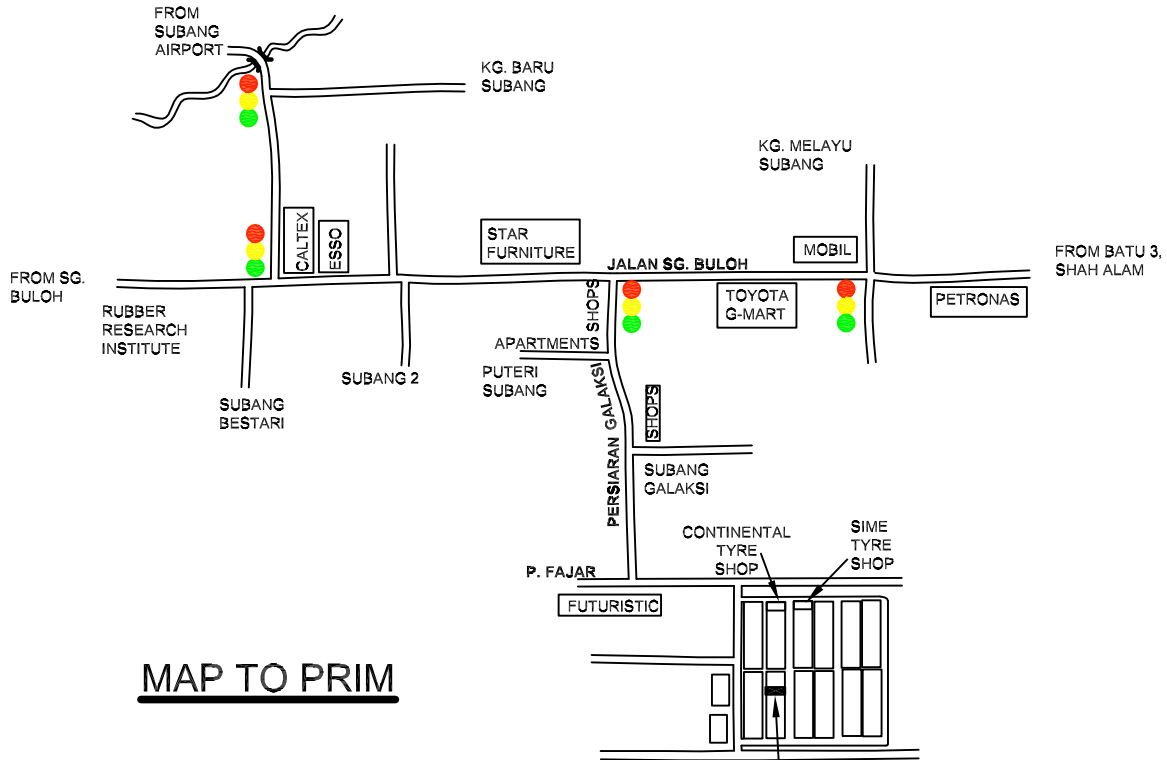 FROM
SUBANG
AIRPORT
KG. BARU
SUBANG
KG. MELAYU
SUBANG
CALTEX
ESSO
STAR
FURNITURE
MOBIL
FROM BATU 3,
SHAH ALAM
FROM SG.
BULOH
JALAN SG. BULOH
RUBBER
RESEARCH
INSTITUTE
SHOPS
TOYOTA
G-MART
PETRONAS
APARTMENTS
PUTERI
SUBANG
SUBANG 2
SUBANG
BESTARI
PERSIARAN GALAKSI
SHOPS
SUBANG
GALAKSI
CONTINENTAL
TYRE
SHOP
SIME
TYRE
SHOP
P. FAJAR
FUTURISTIC
MAP TO PRIM